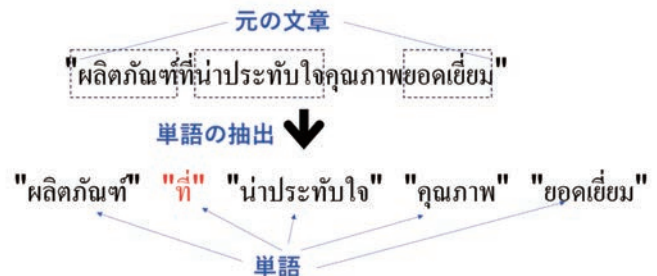 元の文章
"ผลิตภัณฑ์ที่น่าประทับใจคุณภาพยอดเยี่ยม"
単語の抽出
"ผลิตภัณฑ์" "ที่" "น่าประทับใจ" "คุณภาพ" "ยอดเยี่ยม"
単語